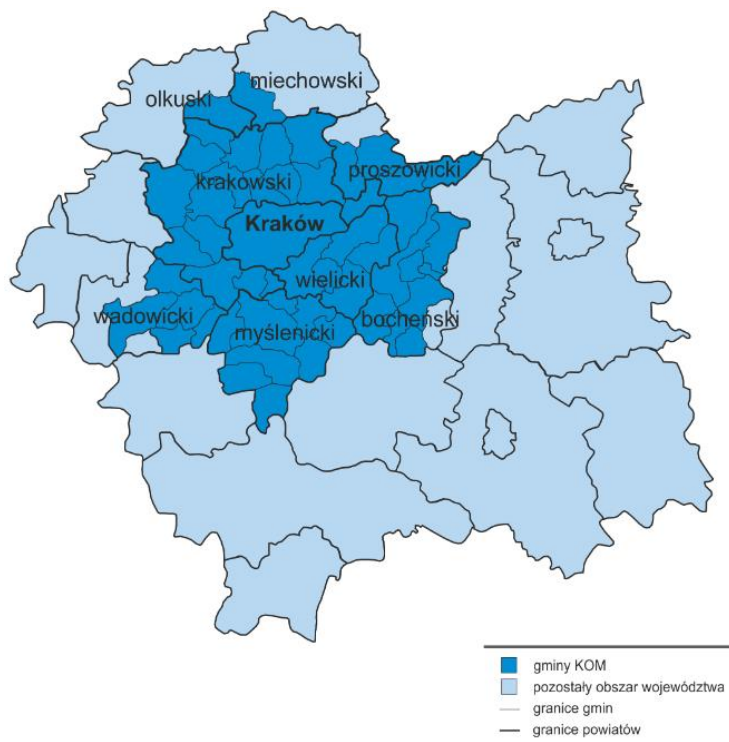 miechowski
olkuski
proszowicki
krakowski
Kraków
wielicki
wadowicki
bocheński
myślenicki
gminy KOM
pozostały obszar województwa
granice gmin
granice powiatów